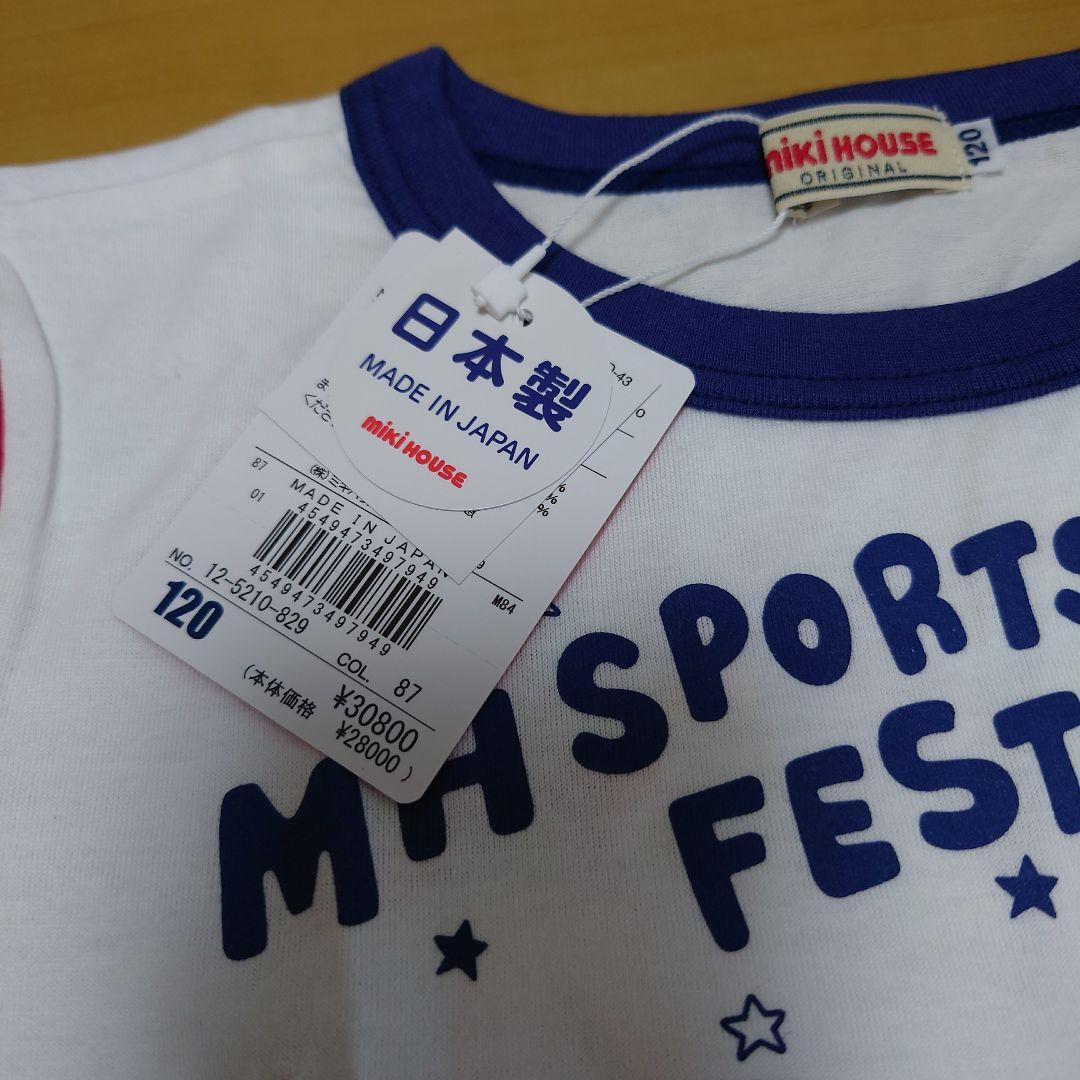 miki HOUSE
ORIGINAL
120
日本製
MADE IN JAPAN
miki HOUSE
87
01
MADE IN JAPAN
4549473497949
4549473497949
NO. 12-5210-829
120
COL. 87
M84
¥30800
(本体価格 ¥28000)
SPORTS
FEST